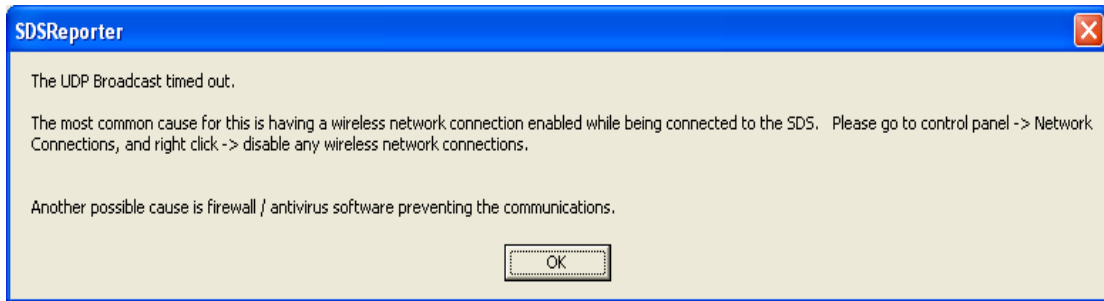 SDSReporter
The UDP Broadcast timed out.
The most common cause for this is having a wireless network connection enabled while being connected to the SDS.   Please go to control panel -> Network
Connections, and right click -> disable any wireless network connections.
Another possible cause is firewall / antivirus software preventing the communications.
OK